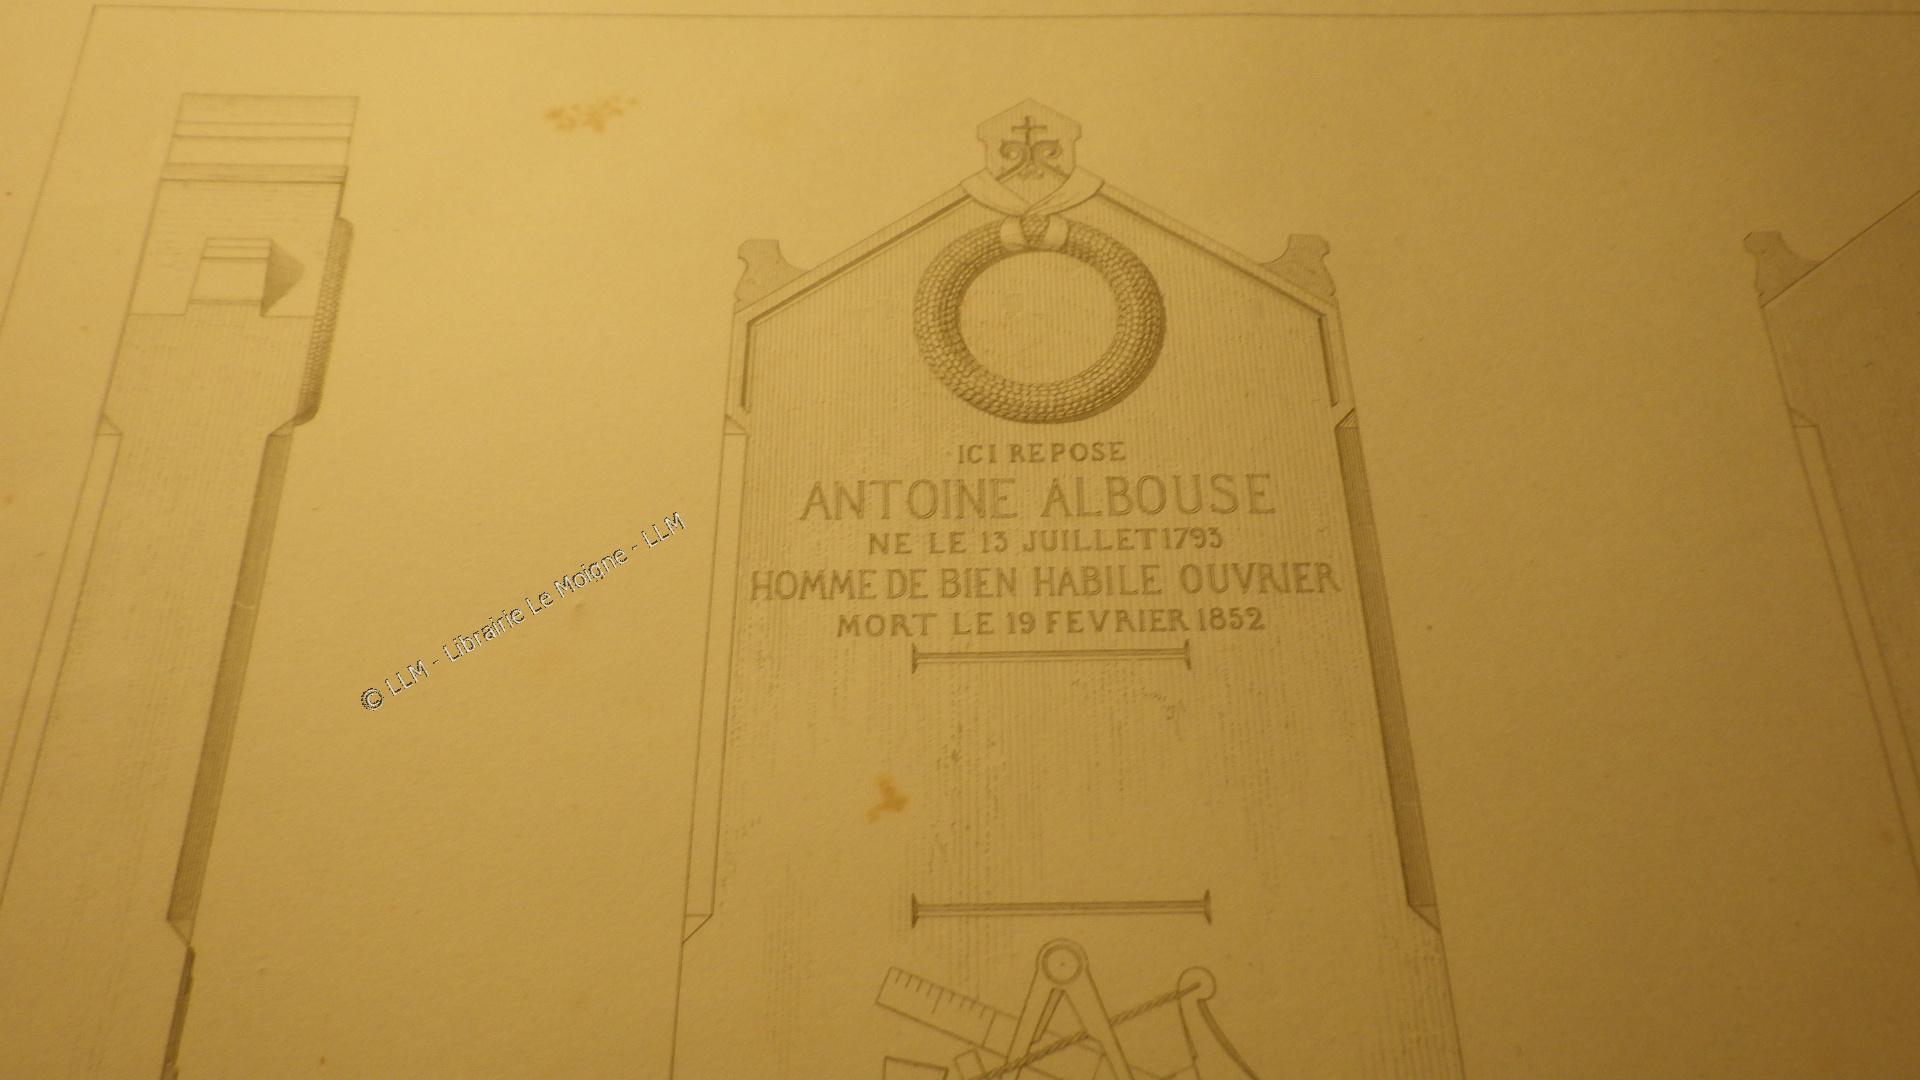 ICI REPOSE
ANTOINE ALBOUSE
NE LE 13 JUILLET 1793
HOMME DE BIEN HABILE OUVRIER
MORT LE 19 FEVRIER 1852
© LLM - Librairie Le Moigne - LLM